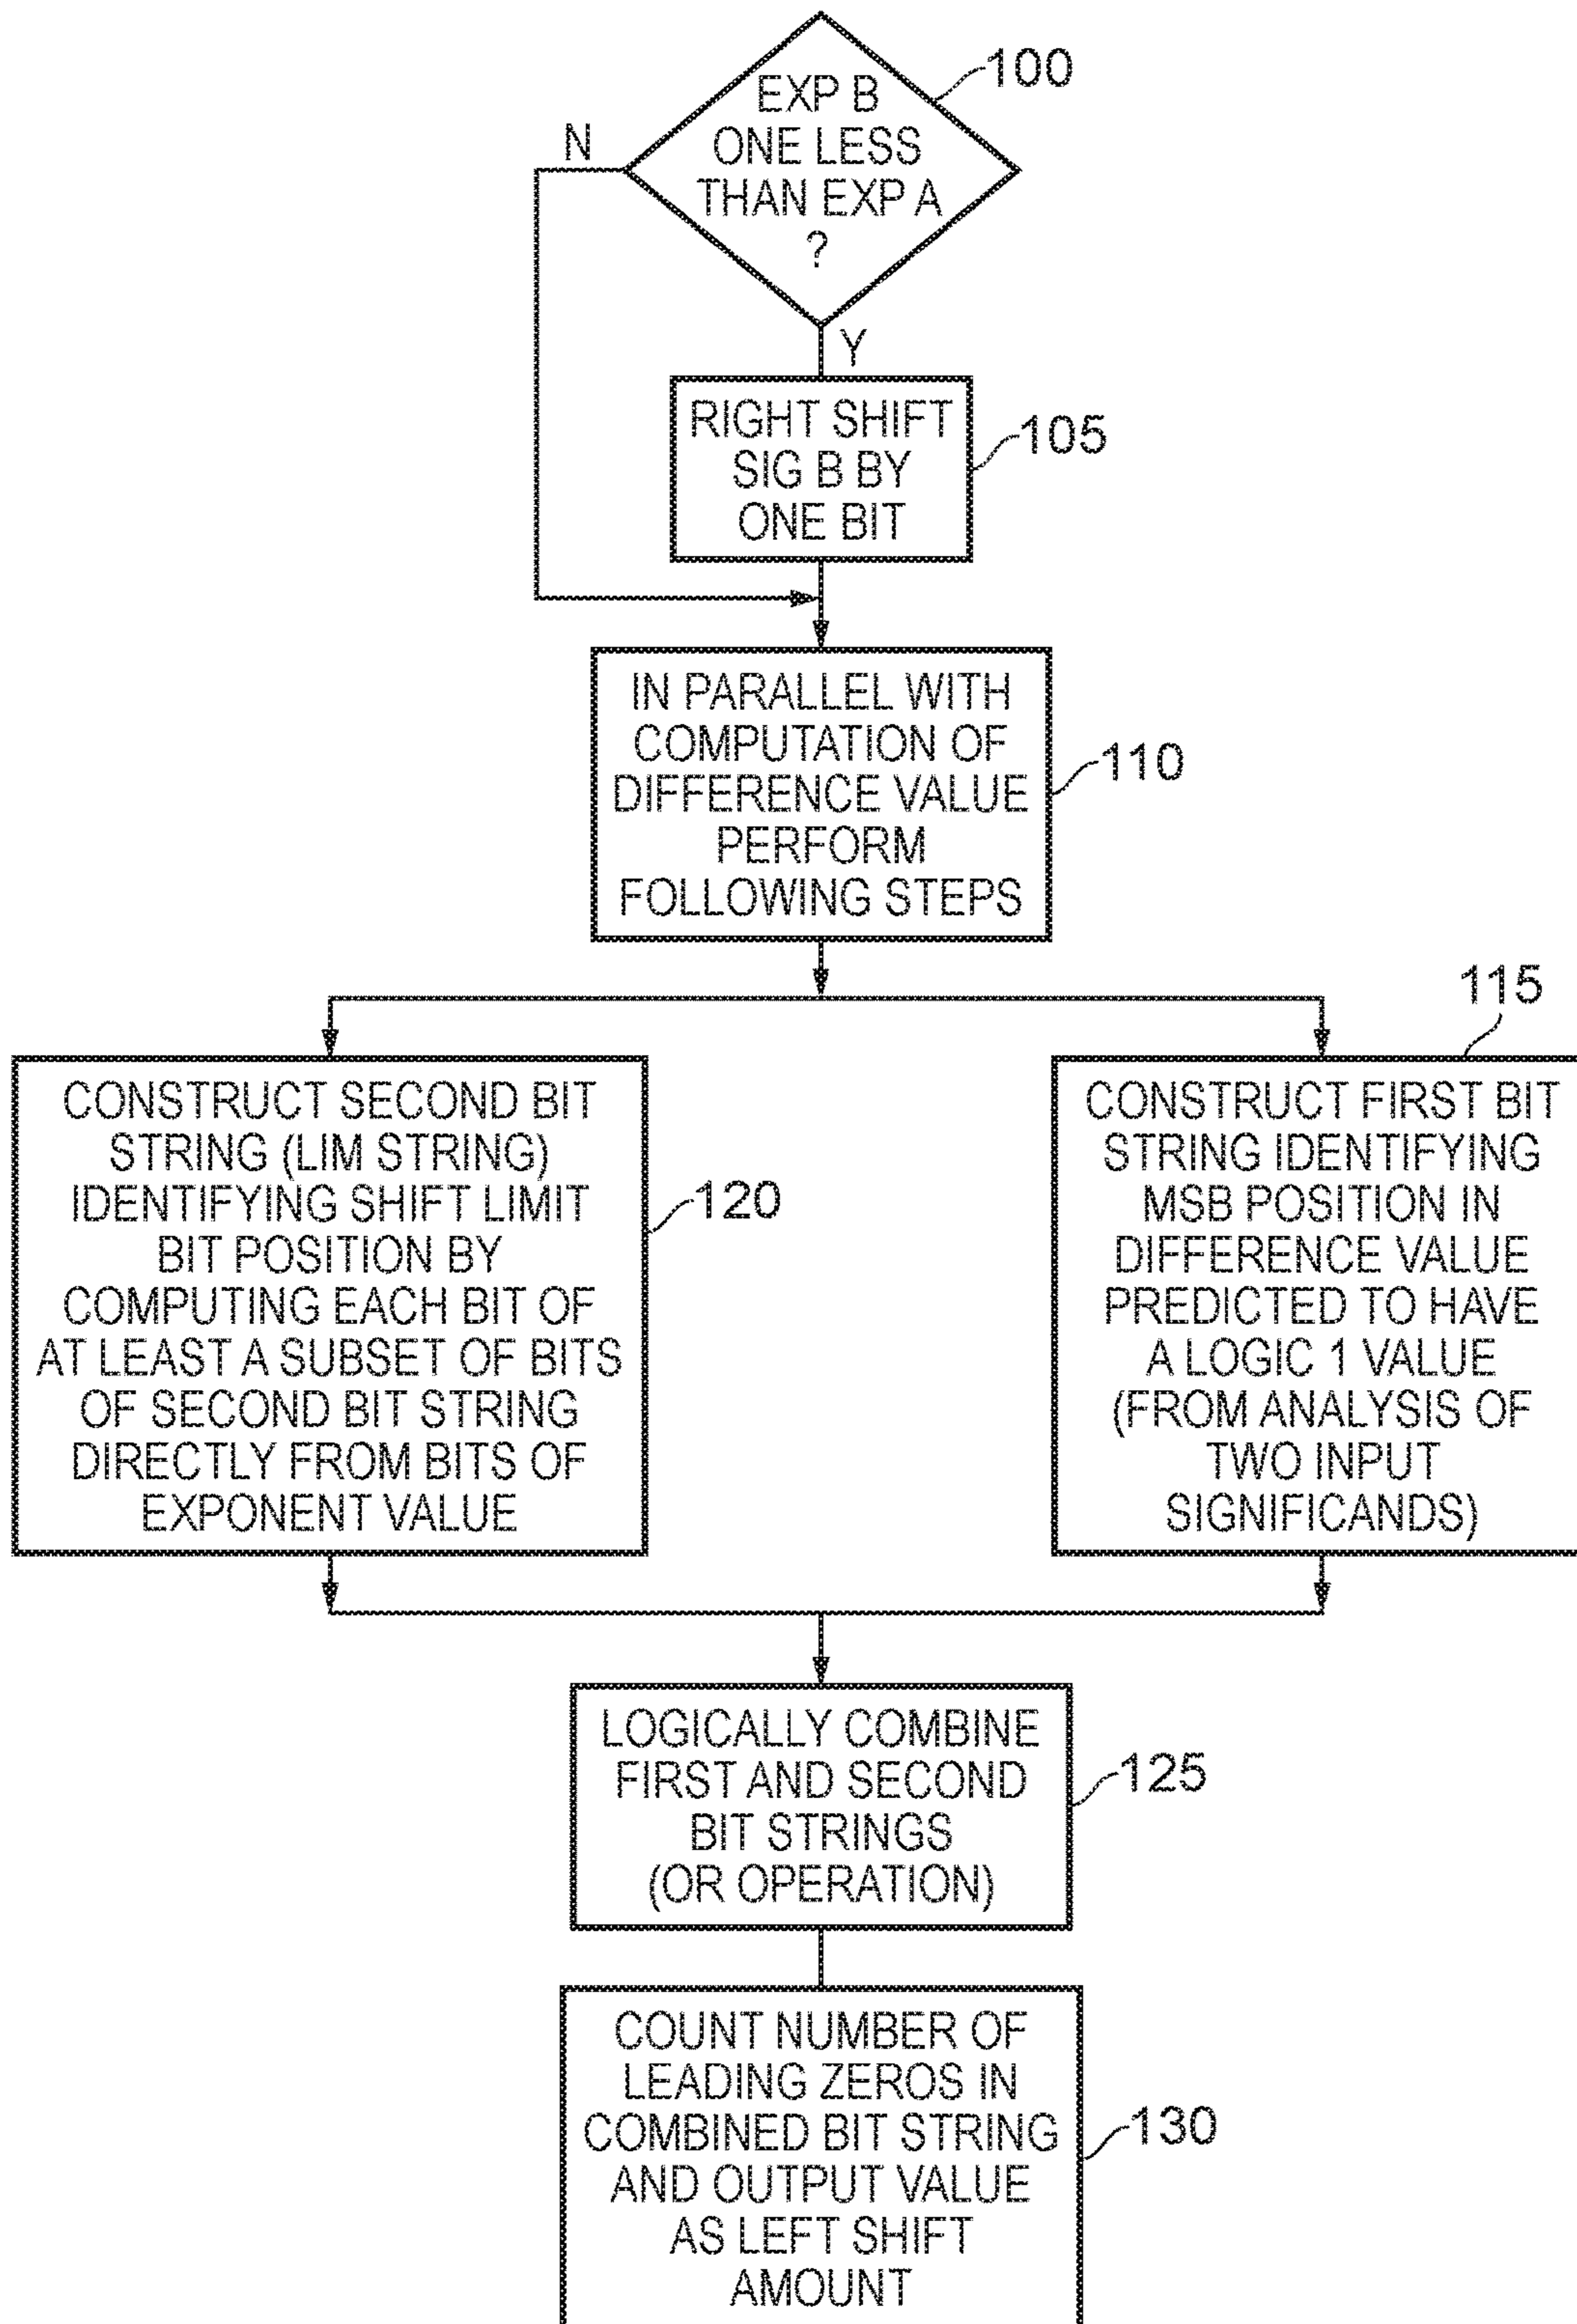 EXP B
ONE LESS
THAN EXP A
?
100
N
Y
RIGHT SHIFT
SIG B BY
ONE BIT
105
IN PARALLEL WITH
COMPUTATION OF
DIFFERENCE VALUE
PERFORM
FOLLOWING STEPS
110
CONSTRUCT SECOND BIT
STRING (LIM STRING)
IDENTIFYING SHIFT LIMIT
BIT POSITION BY
COMPUTING EACH BIT OF
AT LEAST A SUBSET OF BITS
OF SECOND BIT STRING
DIRECTLY FROM BITS OF
EXPONENT VALUE
120
115
CONSTRUCT FIRST BIT
STRING IDENTIFYING
MSB POSITION IN
DIFFERENCE VALUE
PREDICTED TO HAVE
A LOGIC 1 VALUE
(FROM ANALYSIS OF
TWO INPUT
SIGNIFICANDS)
LOGICALLY COMBINE
FIRST AND SECOND
BIT STRINGS
(OR OPERATION)
125
COUNT NUMBER OF
LEADING ZEROS IN
COMBINED BIT STRING
AND OUTPUT VALUE
AS LEFT SHIFT
AMOUNT
130